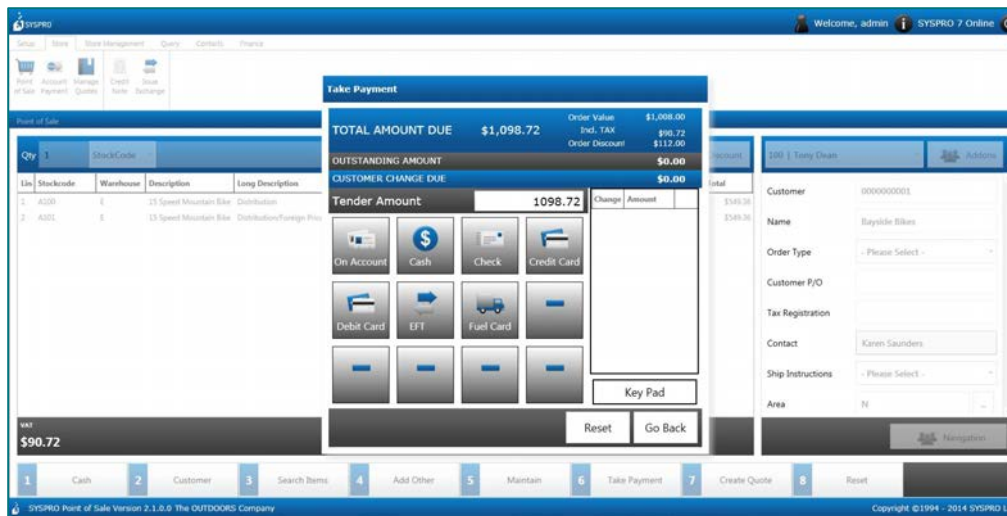 SYSPRO
Welcome, admin SYSPRO 7 Online
Setup Store Store Management Query Contacts Finance
Point of Sale Account Payment Manage Quotes Credit Note Issue Exchange
Point of Sale
Qty 1 StockCode
Lin Stockcode Warehouse Description Long Description
1 A100 E 15 Speed Mountain Bike Distribution $549.36
2 A101 E 15 Speed Mountain Bike Distribution/Foreign $549.36
VAT
$90.72
Take Payment
TOTAL AMOUNT DUE $1,098.72
Order Value $1,008.00
Incl. TAX $90.72
Order Discount $112.00
OUTSTANDING AMOUNT $0.00
CUSTOMER CHANGE DUE $0.00
Tender Amount 1098.72
Change Amount
On Account Cash Check Credit Card
Debit Card EFT Fuel Card
Key Pad
Reset Go Back
100 | Tony Dean Addons
Customer 0000000001
Name Bayside Bikes
Order Type - Please Select -
Customer P/O
Tax Registration
Contact Karen Saunders
Ship Instructions - Please Select -
Area N ...
Navigation
1 Cash 2 Customer 3 Search Items 4 Add Other 5 Maintain 6 Take Payment 7 Create Quote 8 Reset
SYSPRO Point of Sale Version 2.1.0.0 The OUTDOORS Company
Copyright ©1994 - 2014 SYSPRO